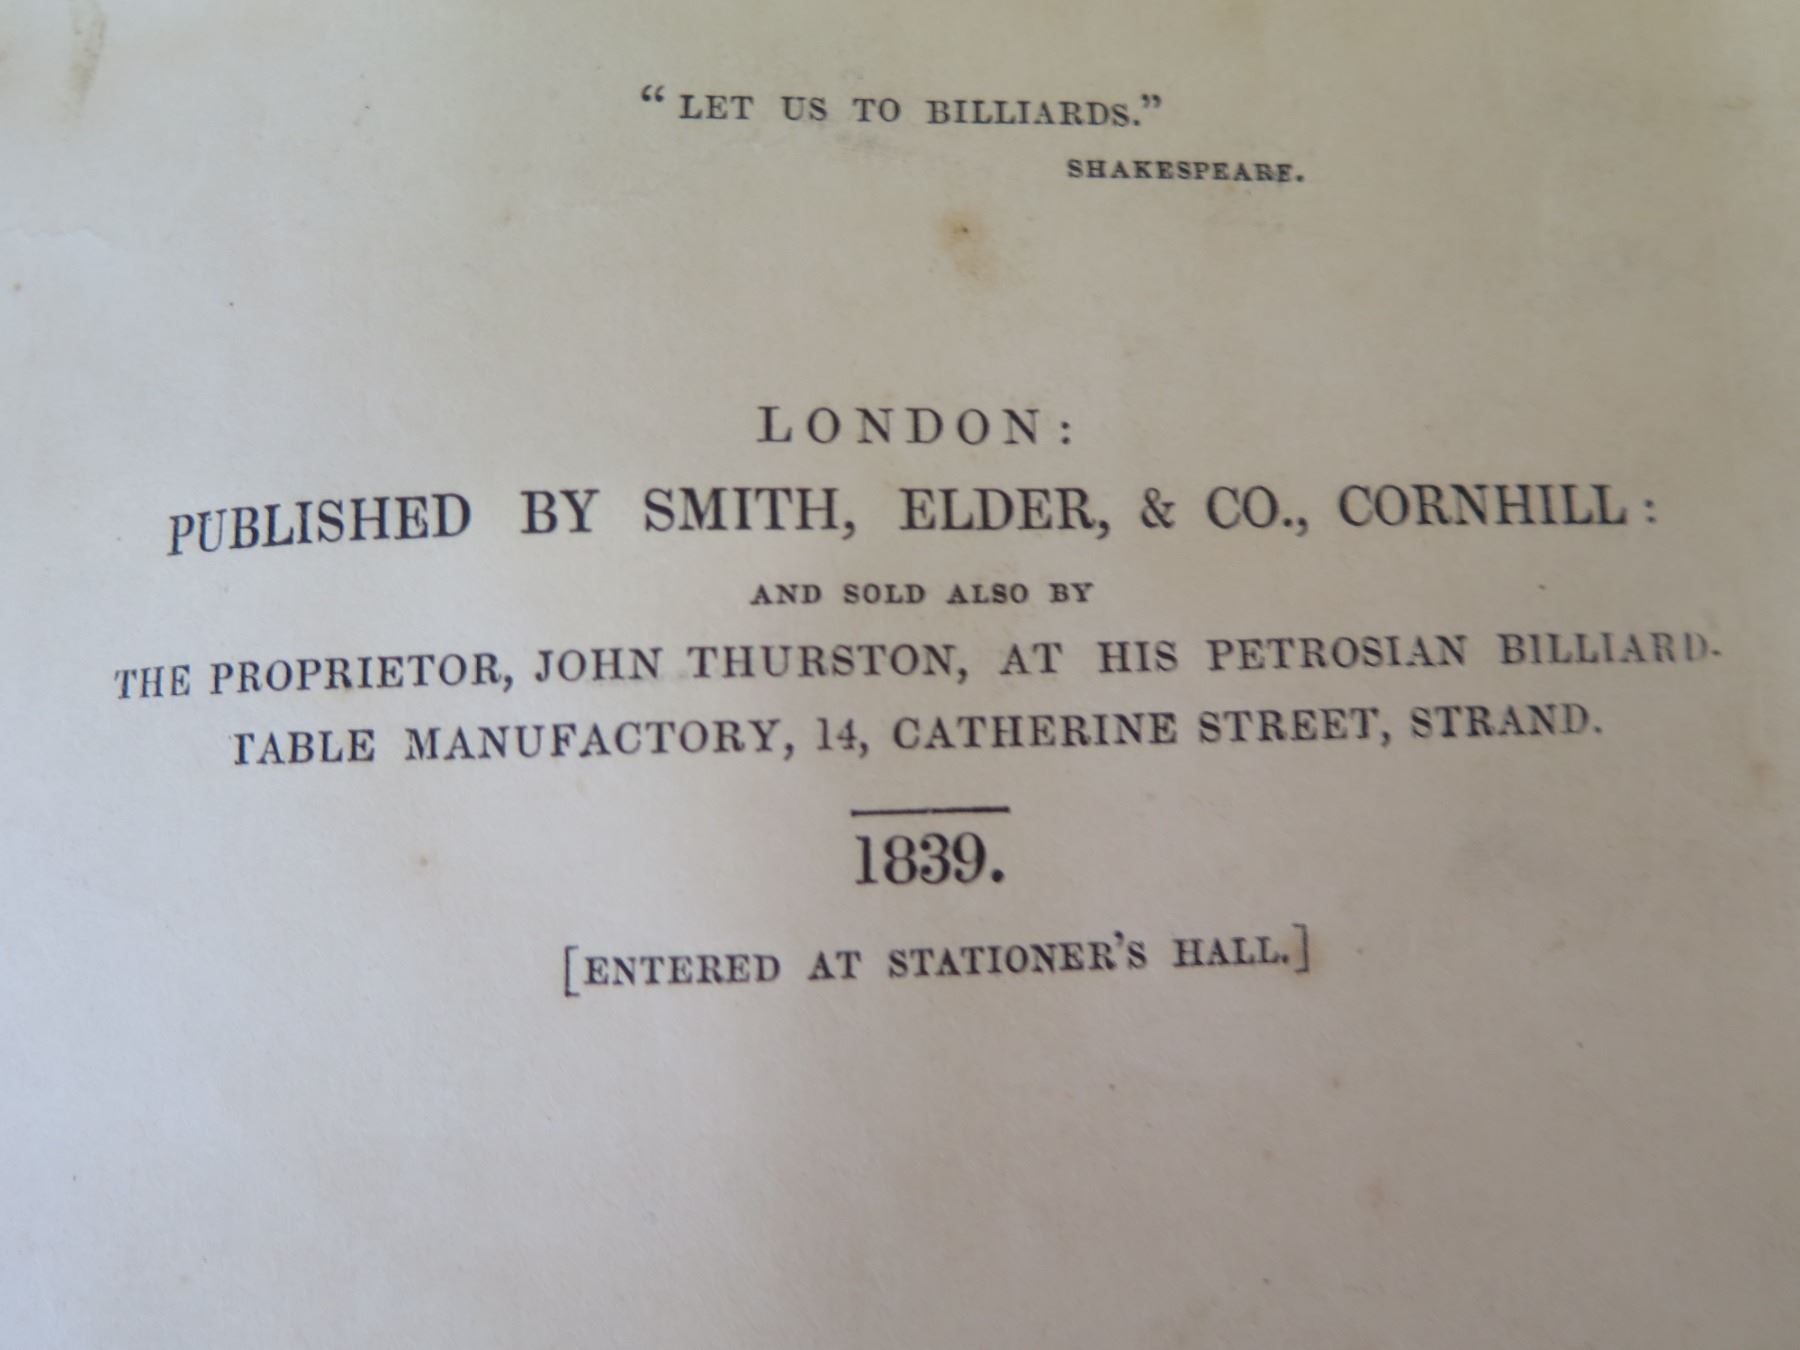 “LET US TO BILLIARDS.”
SHAKESPEARE.
LONDON:
PUBLISHED BY SMITH, ELDER, & CO., CORNHILL:
AND SOLD ALSO BY
THE PROPRIETOR, JOHN THURSTON, AT HIS PETROSIAN BILLIARD-
TABLE MANUFACTORY, 14, CATHERINE STREET, STRAND.
1839.
[ENTERED AT STATIONER'S HALL.]